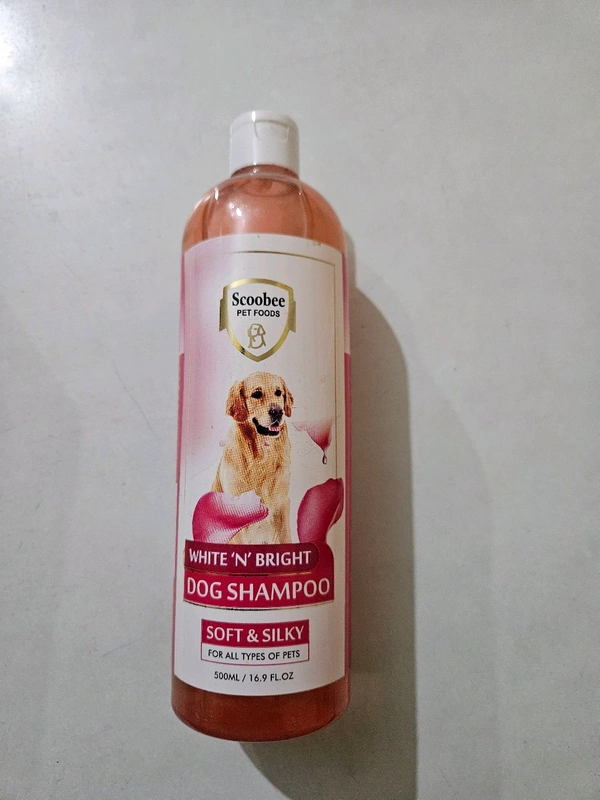 Scoobee
PET FOODS
WHITE 'N' BRIGHT
DOG SHAMPOO
SOFT & SILKY
FOR ALL TYPES OF PETS
500ML / 16.9 FL.OZ